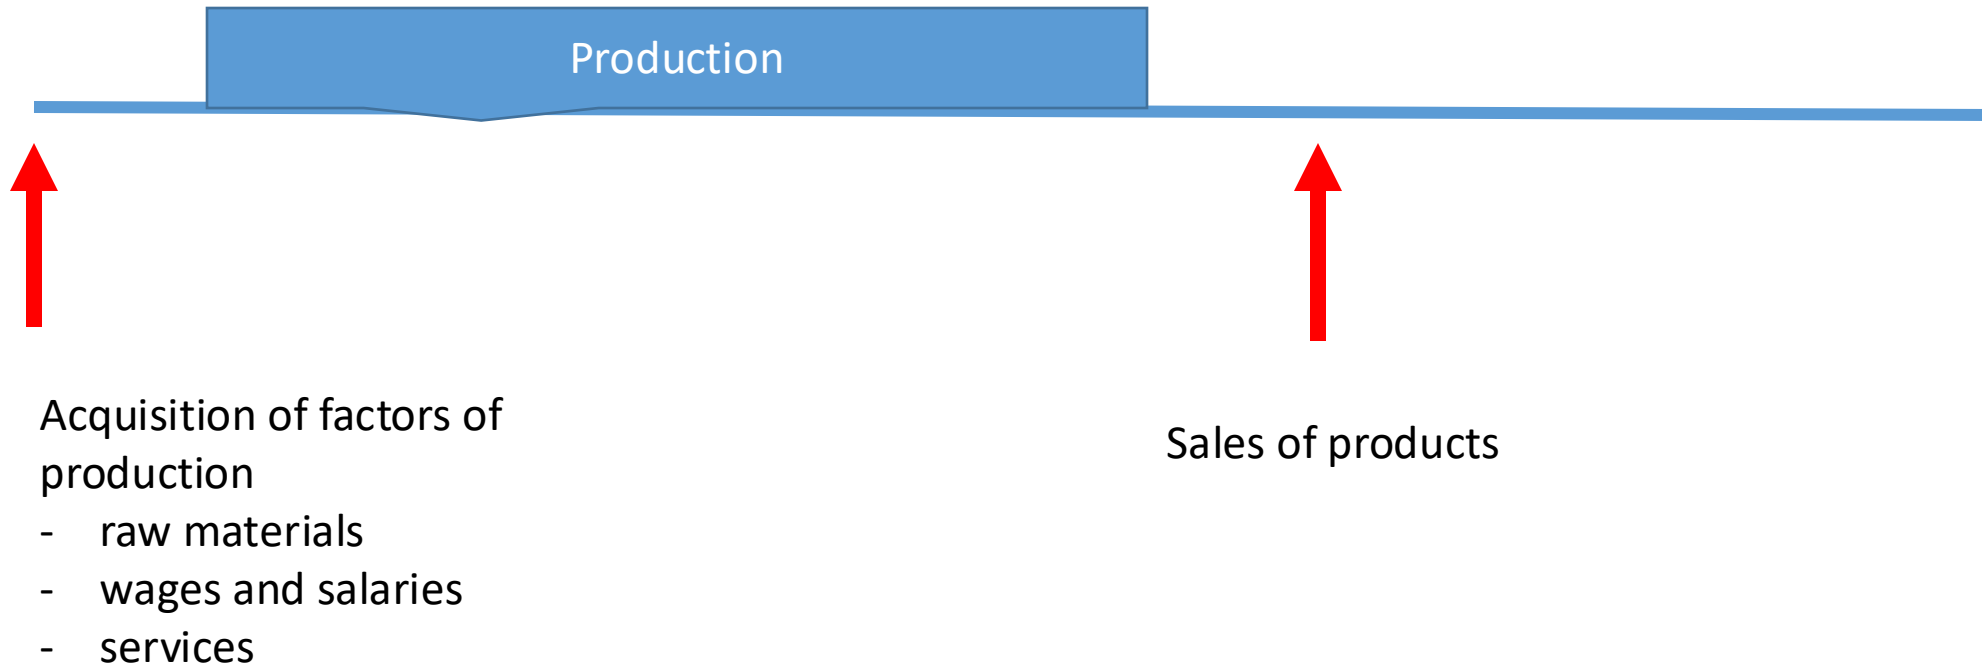 Production
Acquisition of factors of
production
- raw materials
- wages and salaries
- services
Sales of products